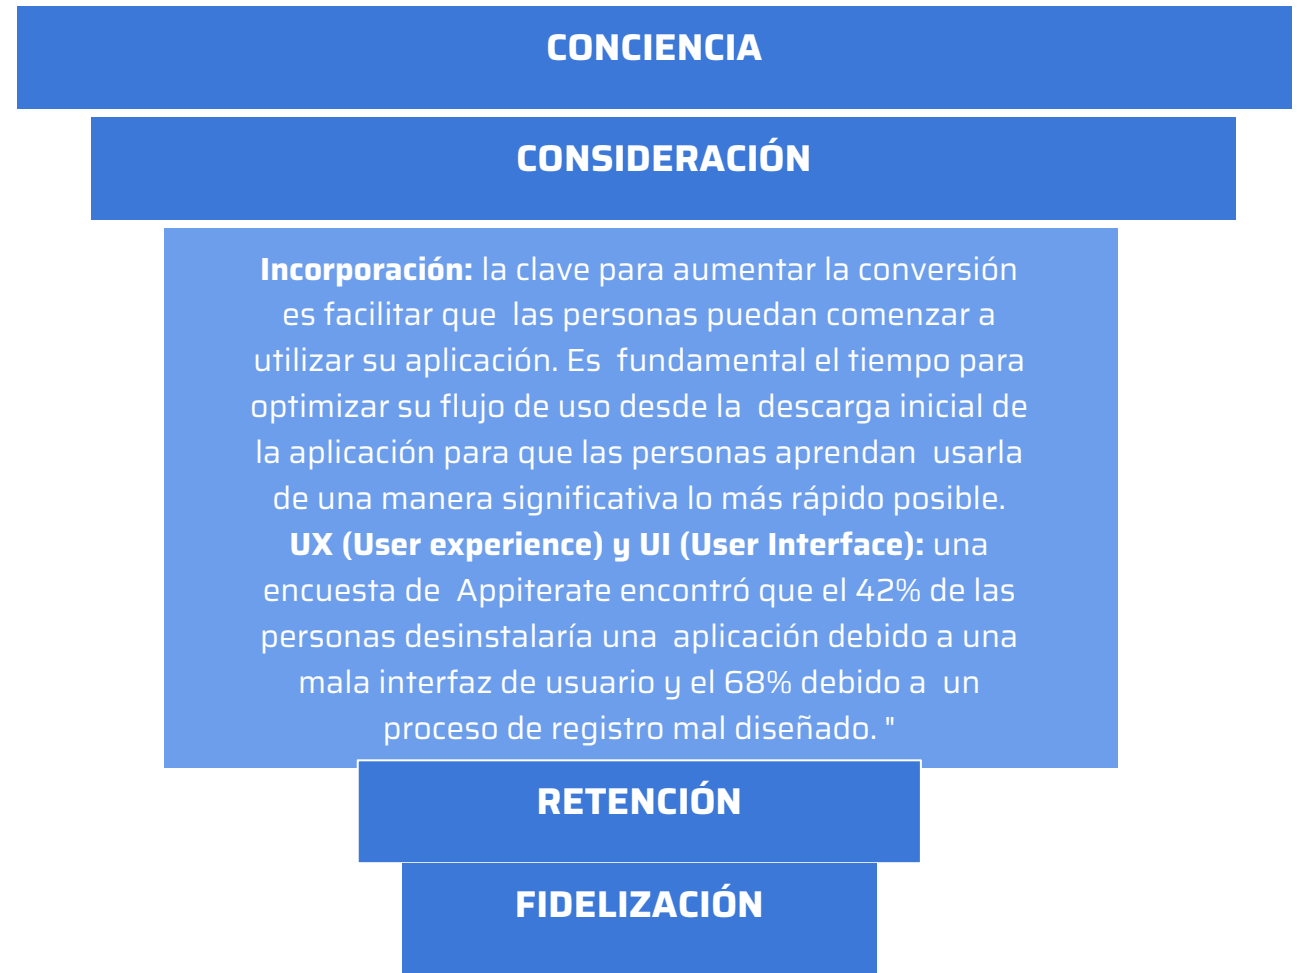 CONCIENCIA
CONSIDERACIÓN
Incorporación: la clave para aumentar la conversión
es facilitar que las personas puedan comenzar a
utilizar su aplicación. Es fundamental el tiempo para
optimizar su flujo de uso desde la descarga inicial de
la aplicación para que las personas aprendan usarla
de una manera significativa lo más rápido posible.
UX (User experience) y UI (User Interface): una
encuesta de Appiterate encontró que el 42% de las
personas desinstalaría una aplicación debido a una
mala interfaz de usuario y el 68% debido a un
proceso de registro mal diseñado. "
RETENCIÓN
FIDELIZACIÓN